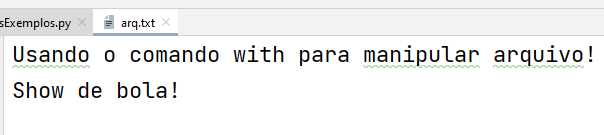 sExemplos.py arq.txt
Usando o comando with para manipular arquivo!
Show de bola!